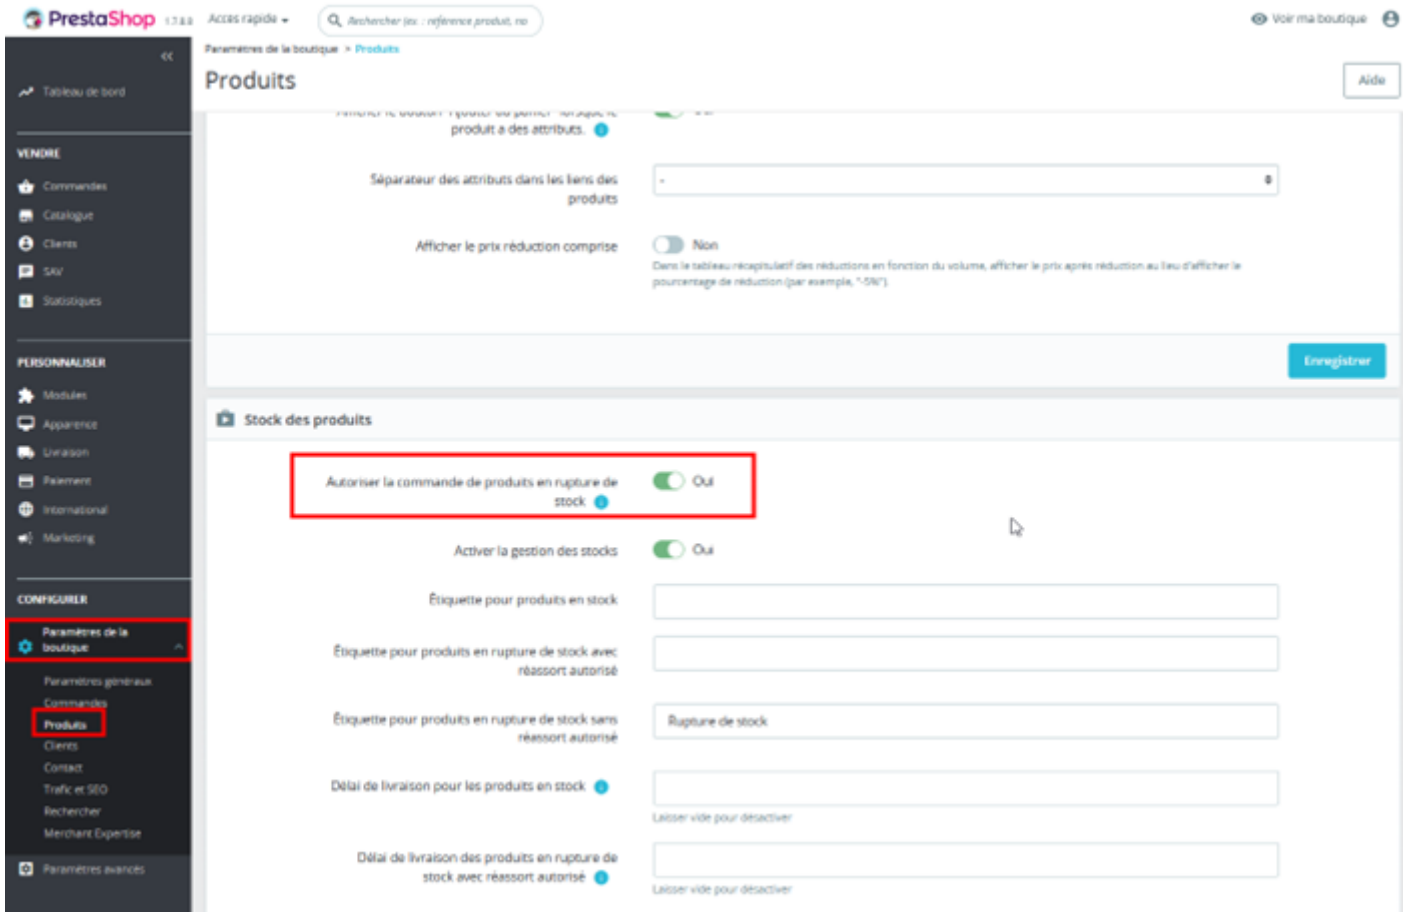 PrestaShop 1.7.8.8 Accès rapide Rechercher (ex. : référence produit, no Voir ma boutique
Paramètres de la boutique > Produits
Produits
Aide
Tableau de bord
VENDRE
Commandes
Catalogue
Clients
SAV
Statistiques
PERSONNALISER
Modules
Apparence
Livraison
Paiement
International
Marketing
CONFIGURER
Paramètres de la
boutique
Paramètres généraux
Commandes
Produits
Clients
Contact
Trafic et SEO
Rechercher
Merchant Expertise
Paramètres avancés
produit a des attributs.
Séparateur des attributs dans les liens des
produits
-
Afficher le prix réduction comprise
Non
Dans le tableau récapitulatif des réductions en fonction du volume, afficher le prix après réduction au lieu d'afficher le
pourcentage de réduction (par exemple, "-5%").
Enregistrer
Stock des produits
Autoriser la commande de produits en rupture de
stock
Oui
Activer la gestion des stocks
Oui
Étiquette pour produits en stock
Étiquette pour produits en rupture de stock avec
réassort autorisé
Étiquette pour produits en rupture de stock sans
réassort autorisé
Rupture de stock
Délai de livraison pour les produits en stock
Laisser vide pour désactiver
Délai de livraison des produits en rupture de
stock avec réassort autorisé
Laisser vide pour désactiver